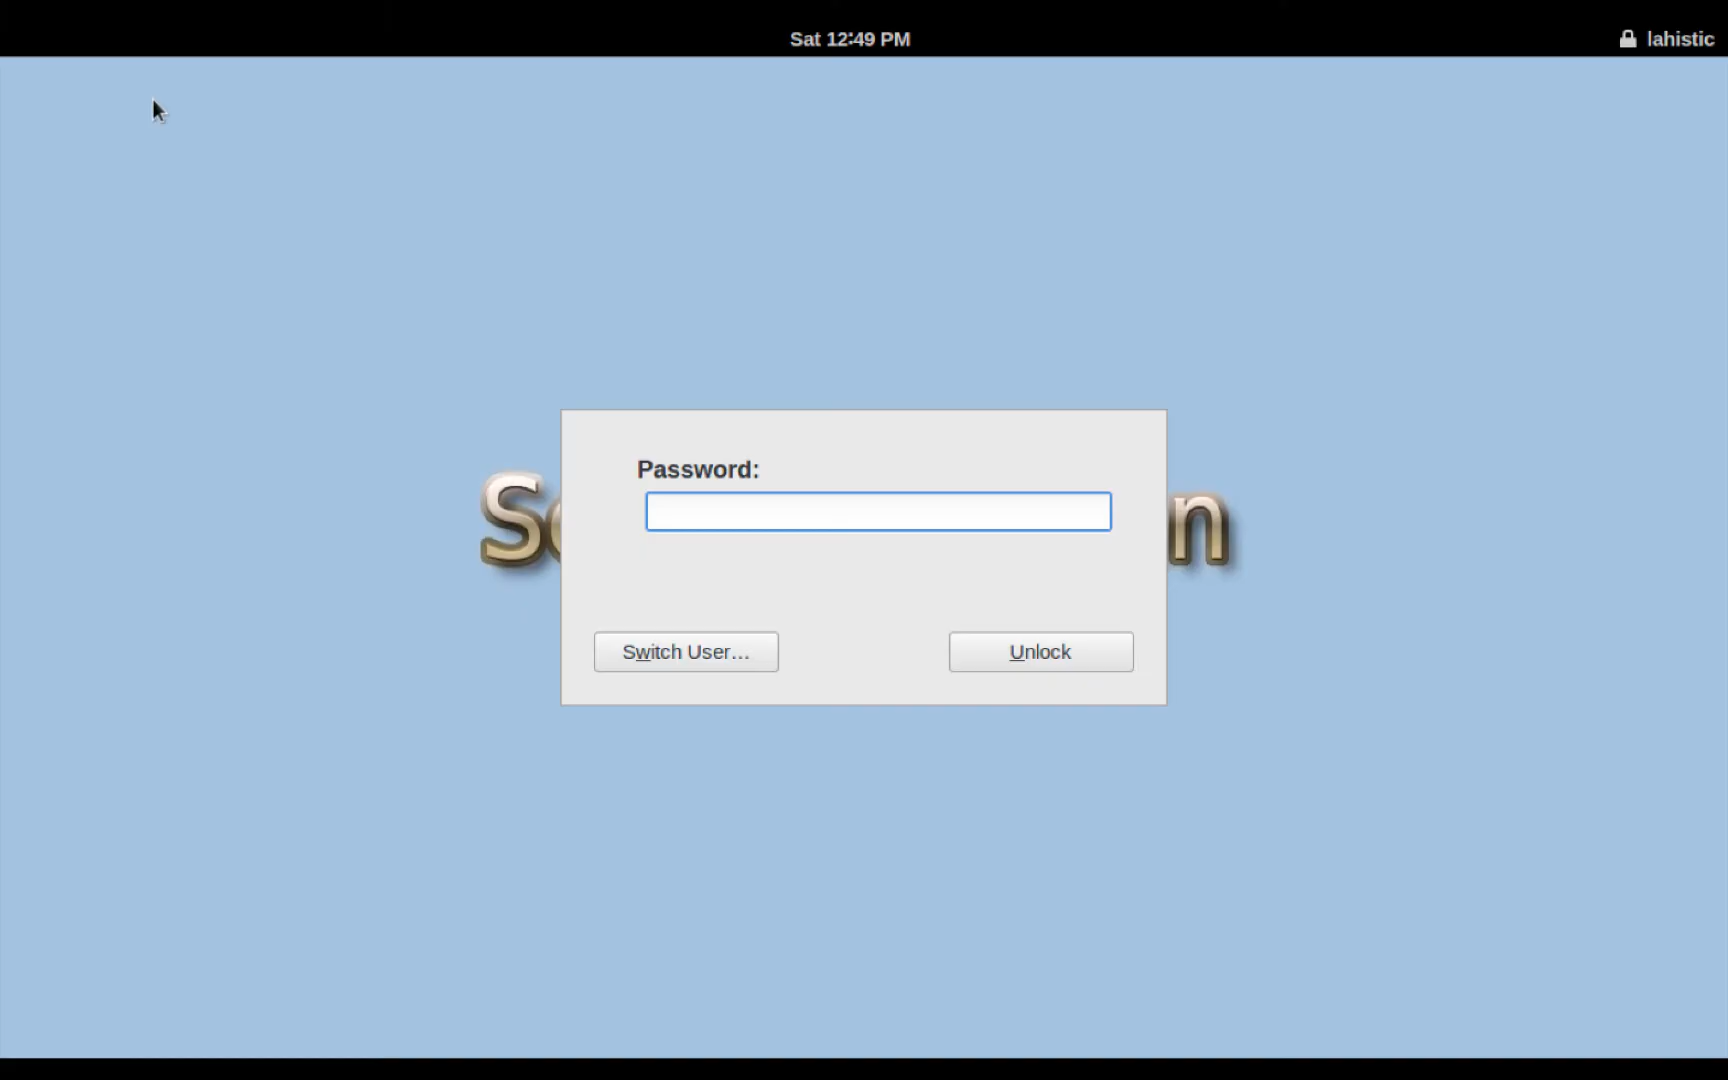 Sat 12:49 PM
lahistic
Password:
Switch User...
Unlock